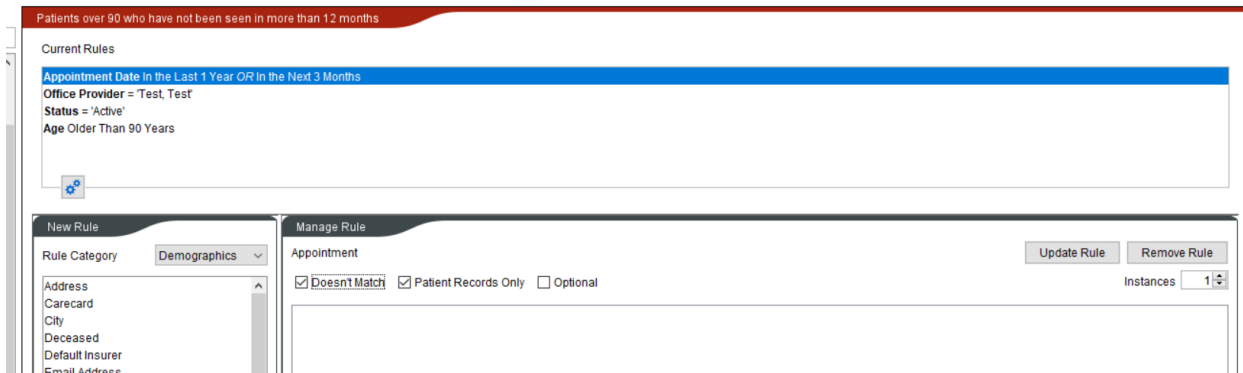 Patients over 90 who have not been seen in more than 12 months
Current Rules
Appointment Date In the Last 1 Year OR In the Next 3 Months
Office Provider = 'Test, Test'
Status = 'Active'
Age Older Than 90 Years
New Rule
Rule Category Demographics
Address
Carecard
City
Deceased
Default Insurer
Email Address
Manage Rule
Appointment Update Rule Remove Rule
Doesn't Match Patient Records Only Optional Instances 1